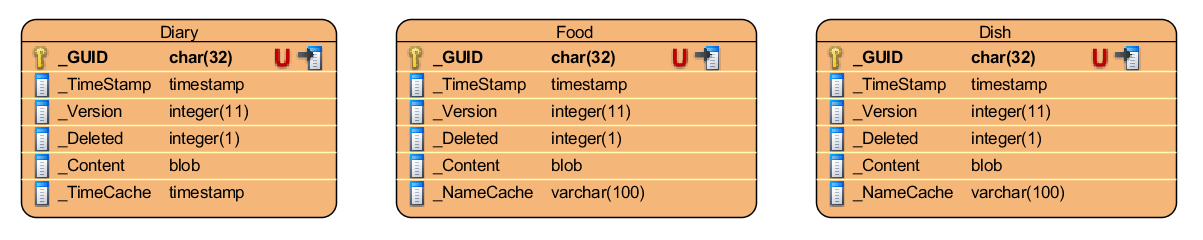 Diary
_GUID char(32) U
_TimeStamp timestamp
_Version integer(11)
_Deleted integer(1)
_Content blob
_TimeCache timestamp
Food
_GUID char(32) U
_TimeStamp timestamp
_Version integer(11)
_Deleted integer(1)
_Content blob
_NameCache varchar(100)
Dish
_GUID char(32) U
_TimeStamp timestamp
_Version integer(11)
_Deleted integer(1)
_Content blob
_NameCache varchar(100)